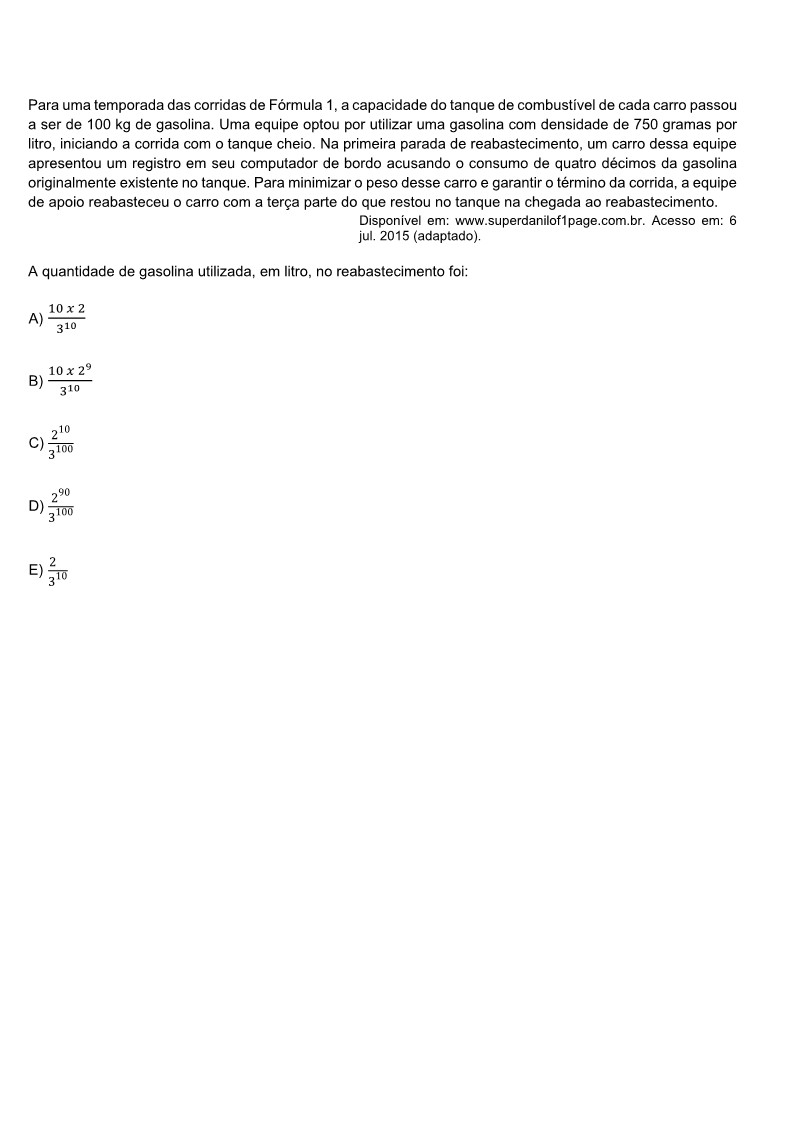 Para uma temporada das corridas de Fórmula 1, a capacidade do tanque de combustível de cada carro passou
a ser de 100 kg de gasolina. Uma equipe optou por utilizar uma gasolina com densidade de 750 gramas por
litro, iniciando a corrida com o tanque cheio. Na primeira parada de reabastecimento, um carro dessa equipe
apresentou um registro em seu computador de bordo acusando o consumo de quatro décimos da gasolina
originalmente existente no tanque. Para minimizar o peso desse carro e garantir o término da corrida, a equipe
de apoio reabasteceu o carro com a terça parte do que restou no tanque na chegada ao reabastecimento.
Disponível em: www.superdanilof1page.com.br. Acesso em: 6
jul. 2015 (adaptado).
A quantidade de gasolina utilizada, em litro, no reabastecimento foi:
A) \frac{10 x 2}{3^{10}}
B) \frac{10 x 2^{9}}{3^{10}}
C) \frac{2^{10}}{3^{100}}
D) \frac{2^{90}}{3^{100}}
E) \frac{2}{3^{10}}